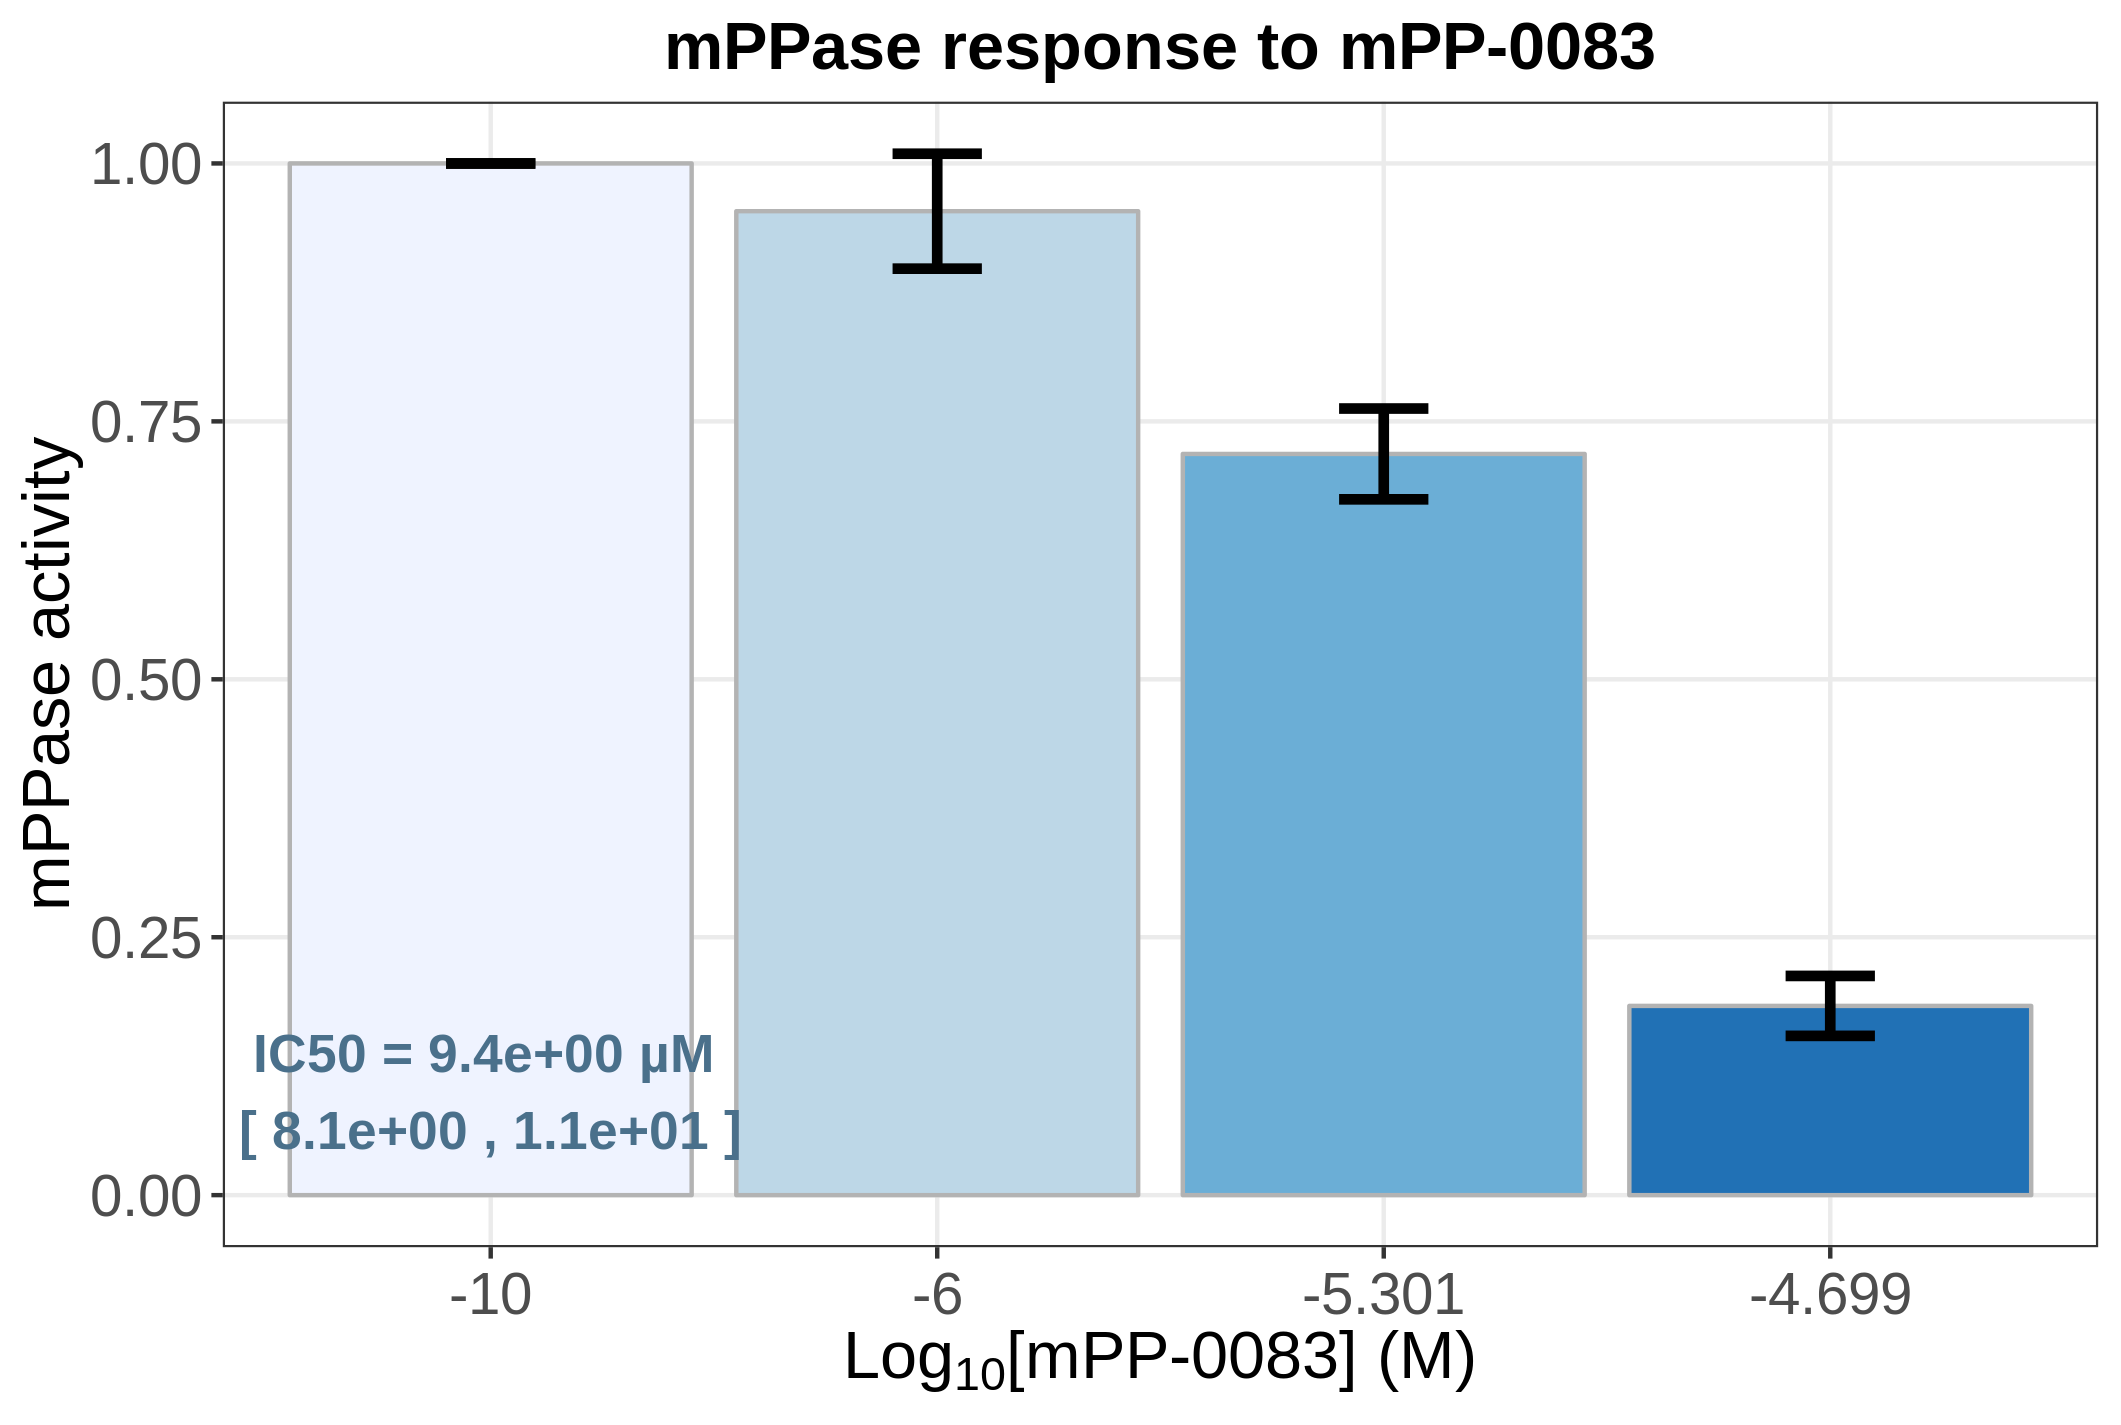 mPPase response to mPP-0083
mPPase activity
1.00
0.75
0.50
0.25
0.00
IC50 = 9.4e+00 µM
[ 8.1e+00 , 1.1e+01 ]
-10 -6 -5.301 -4.699
Log10[mPP-0083] (M)